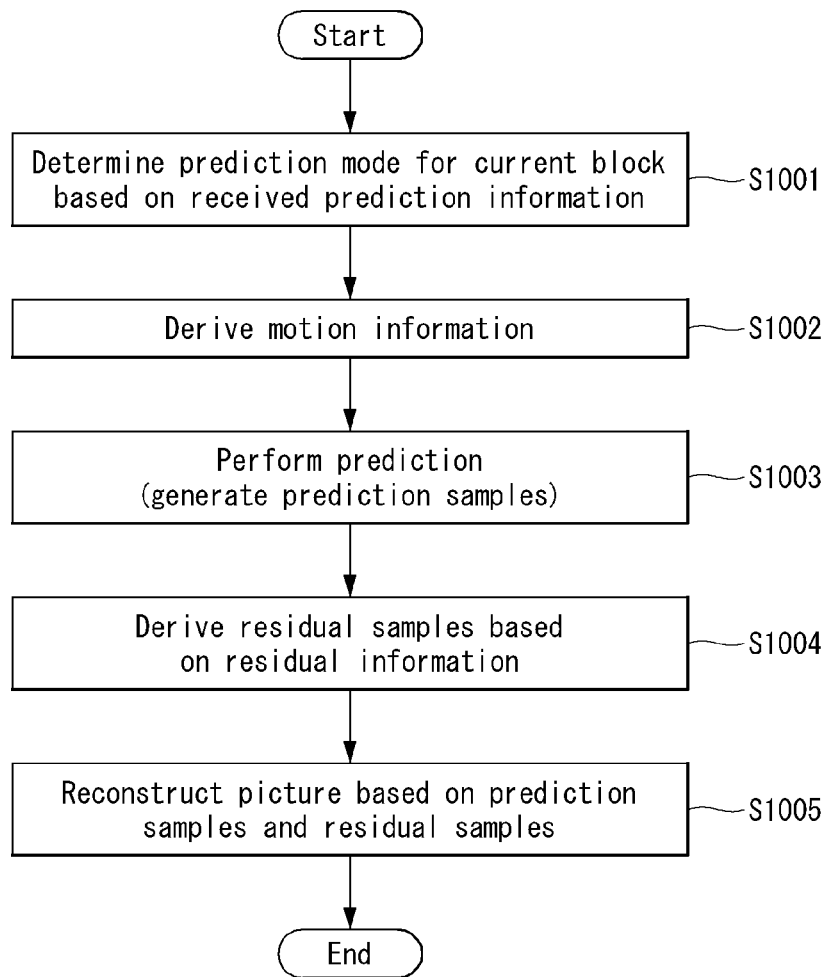 Start
Determine prediction mode for current block
based on received prediction information
S1001
Derive motion information
S1002
Perform prediction
(generate prediction samples)
S1003
Derive residual samples based
on residual information
S1004
Reconstruct picture based on prediction
samples and residual samples
S1005
End